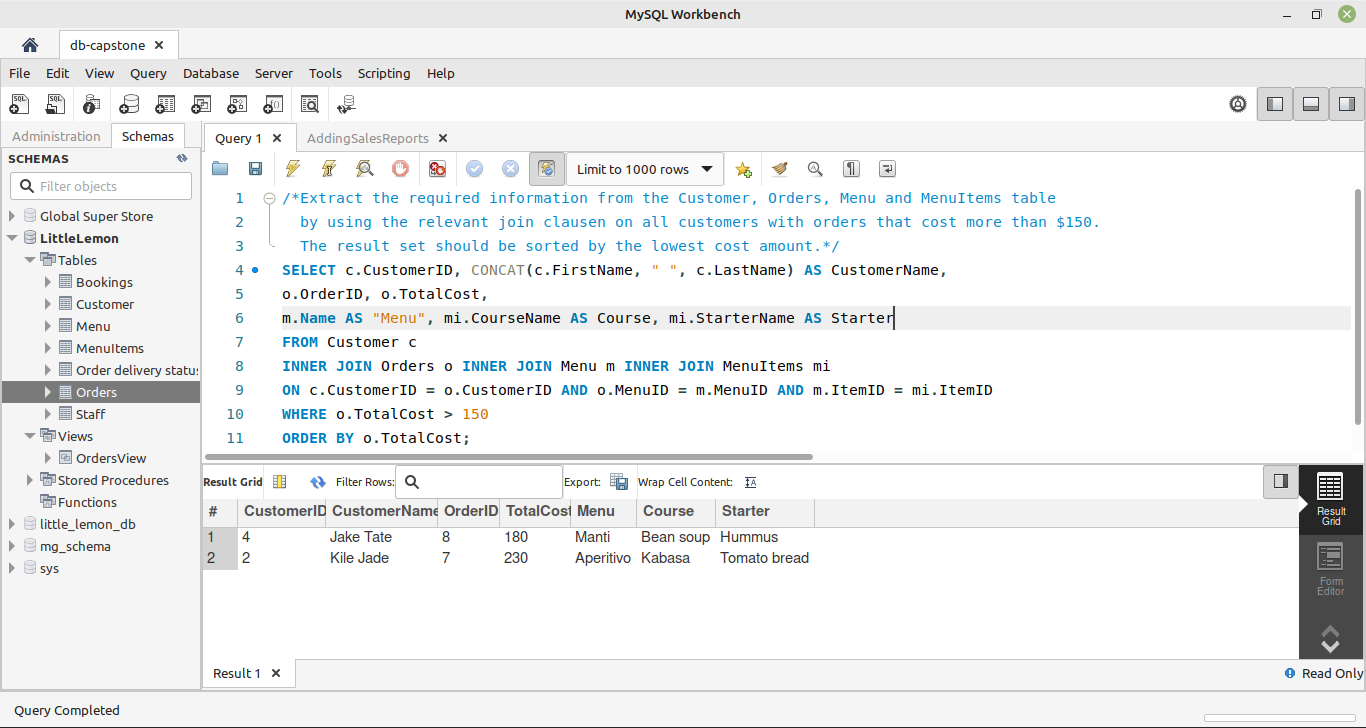 MySQL Workbench
db-capstone
File Edit View Query Database Server Tools Scripting Help
Administration Schemas
SCHEMAS
Filter objects
Global Super Store
LittleLemon
Tables
Bookings
Customer
Menu
MenuItems
Order delivery statu
Orders
Staff
Views
OrdersView
Stored Procedures
Functions
little_lemon_db
mg_schema
sys
Query 1 AddingSalesReports
Limit to 1000 rows
1 /*Extract the required information from the Customer, Orders, Menu and MenuItems table
2 by using the relevant join clausen on all customers with orders that cost more than $150.
3 The result set should be sorted by the lowest cost amount.*/
4 SELECT c.CustomerID, CONCAT(c.FirstName, " ", c.LastName) AS CustomerName,
5 o.OrderID, o.TotalCost,
6 m.Name AS "Menu", mi.CourseName AS Course, mi.StarterName AS Starter
7 FROM Customer c
8 INNER JOIN Orders o INNER JOIN Menu m INNER JOIN MenuItems mi
9 ON c.CustomerID = o.CustomerID AND o.MenuID = m.MenuID AND m.ItemID = mi.ItemID
10 WHERE o.TotalCost > 150
11 ORDER BY o.TotalCost;
Result Grid Filter Rows: Export: Wrap Cell Content:
# CustomerID CustomerName OrderID TotalCost Menu Course Starter
1 4 Jake Tate 8 180 Manti Bean soup Hummus
2 2 Kile Jade 7 230 Aperitivo Kabasa Tomato bread
Result
Grid
Form
Editor
Result 1
Read Only
Query Completed